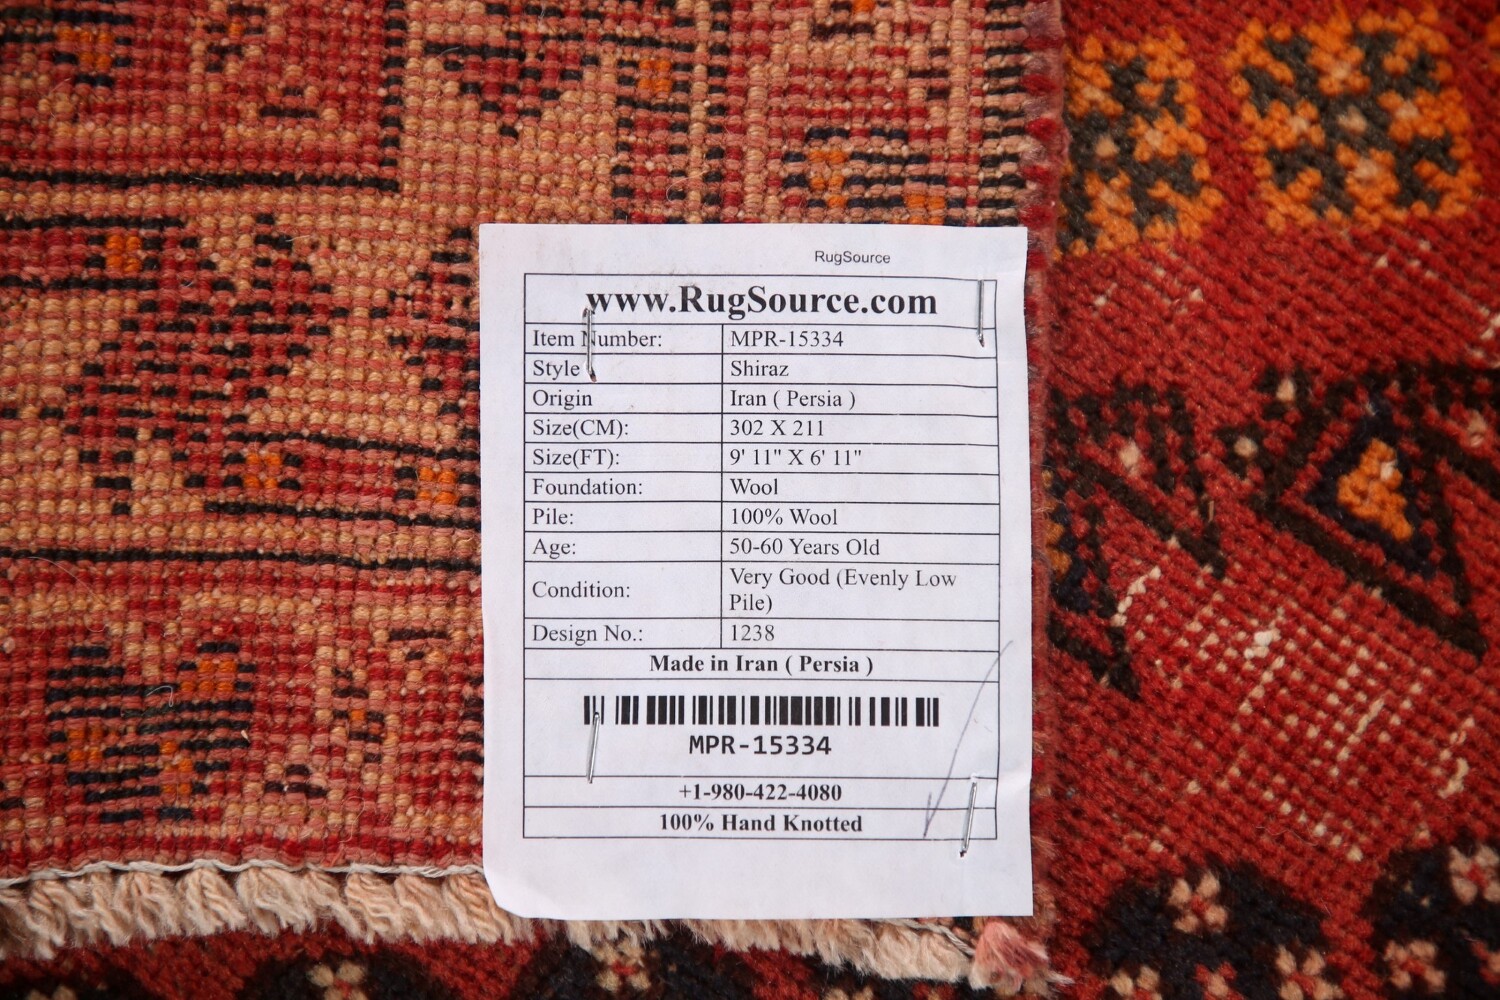 RugSource
www.RugSource.com
Item Number: MPR-15334
Style Shiraz
Origin Iran ( Persia )
Size(CM): 302 X 211
Size(FT): 9' 11" X 6' 11"
Foundation: Wool
Pile: 100% Wool
Age: 50-60 Years Old
Condition: Very Good (Evenly Low
Pile)
Design No.: 1238
Made in Iran ( Persia )
MPR-15334
+1-980-422-4080
100% Hand Knotted